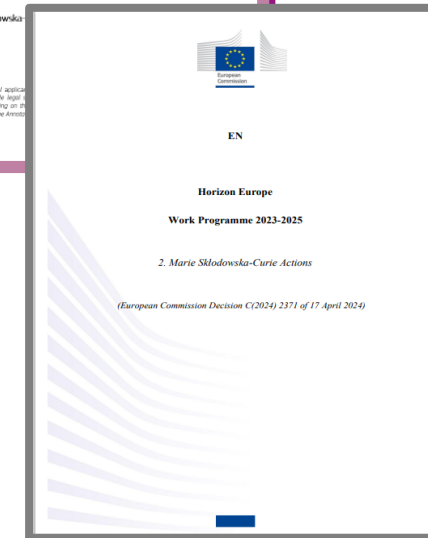 European
Commission
EN
Horizon Europe
Work Programme 2023-2025
2. Marie Skłodowska-Curie Actions
(European Commission Decision C(2024) 2371 of 17 April 2024)